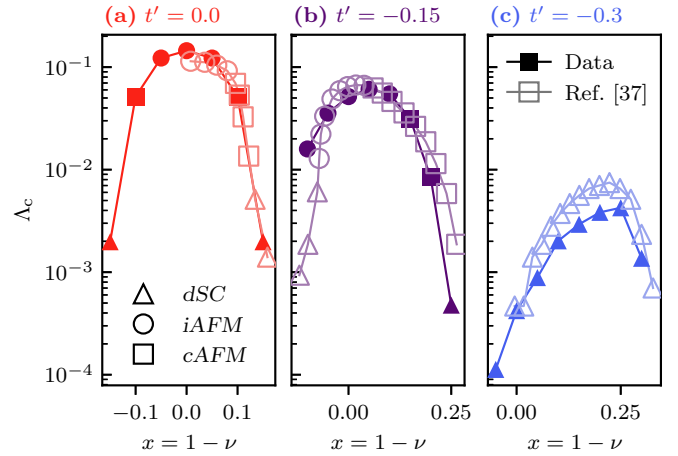 (a) t′ = 0.0
(b) t′ = −0.15
(c) t′ = −0.3
Λc
10−1
10−2
10−3
10−4
dSC
iAFM
cAFM
Data
Ref. [37]
−0.1 0.0 0.1
0.00 0.25
0.00 0.25
x = 1 − ν
x = 1 − ν
x = 1 − ν